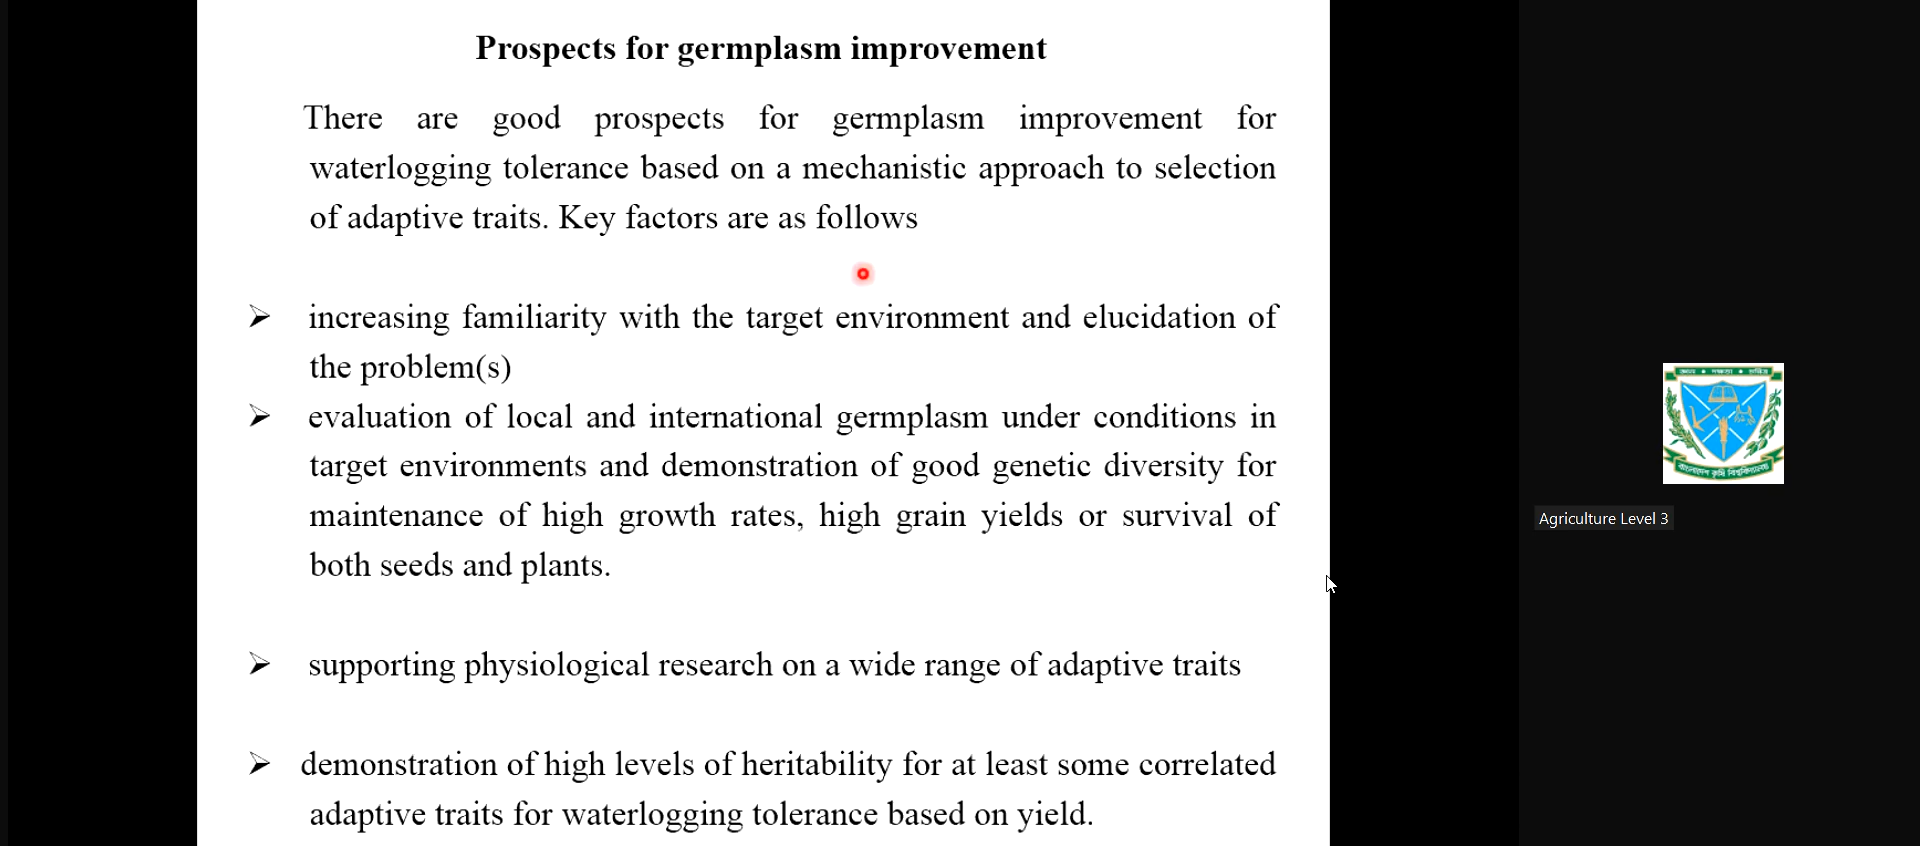 Prospects for germplasm improvement
There are good prospects for germplasm improvement for
waterlogging tolerance based on a mechanistic approach to selection
of adaptive traits. Key factors are as follows
➢ increasing familiarity with the target environment and elucidation of
the problem(s)
➢ evaluation of local and international germplasm under conditions in
target environments and demonstration of good genetic diversity for
maintenance of high growth rates, high grain yields or survival of
both seeds and plants.
➢ supporting physiological research on a wide range of adaptive traits
➢ demonstration of high levels of heritability for at least some correlated
adaptive traits for waterlogging tolerance based on yield.
বাংলাদেশ কৃষি বিশ্ববিদ্যালয়
Agriculture Level 3